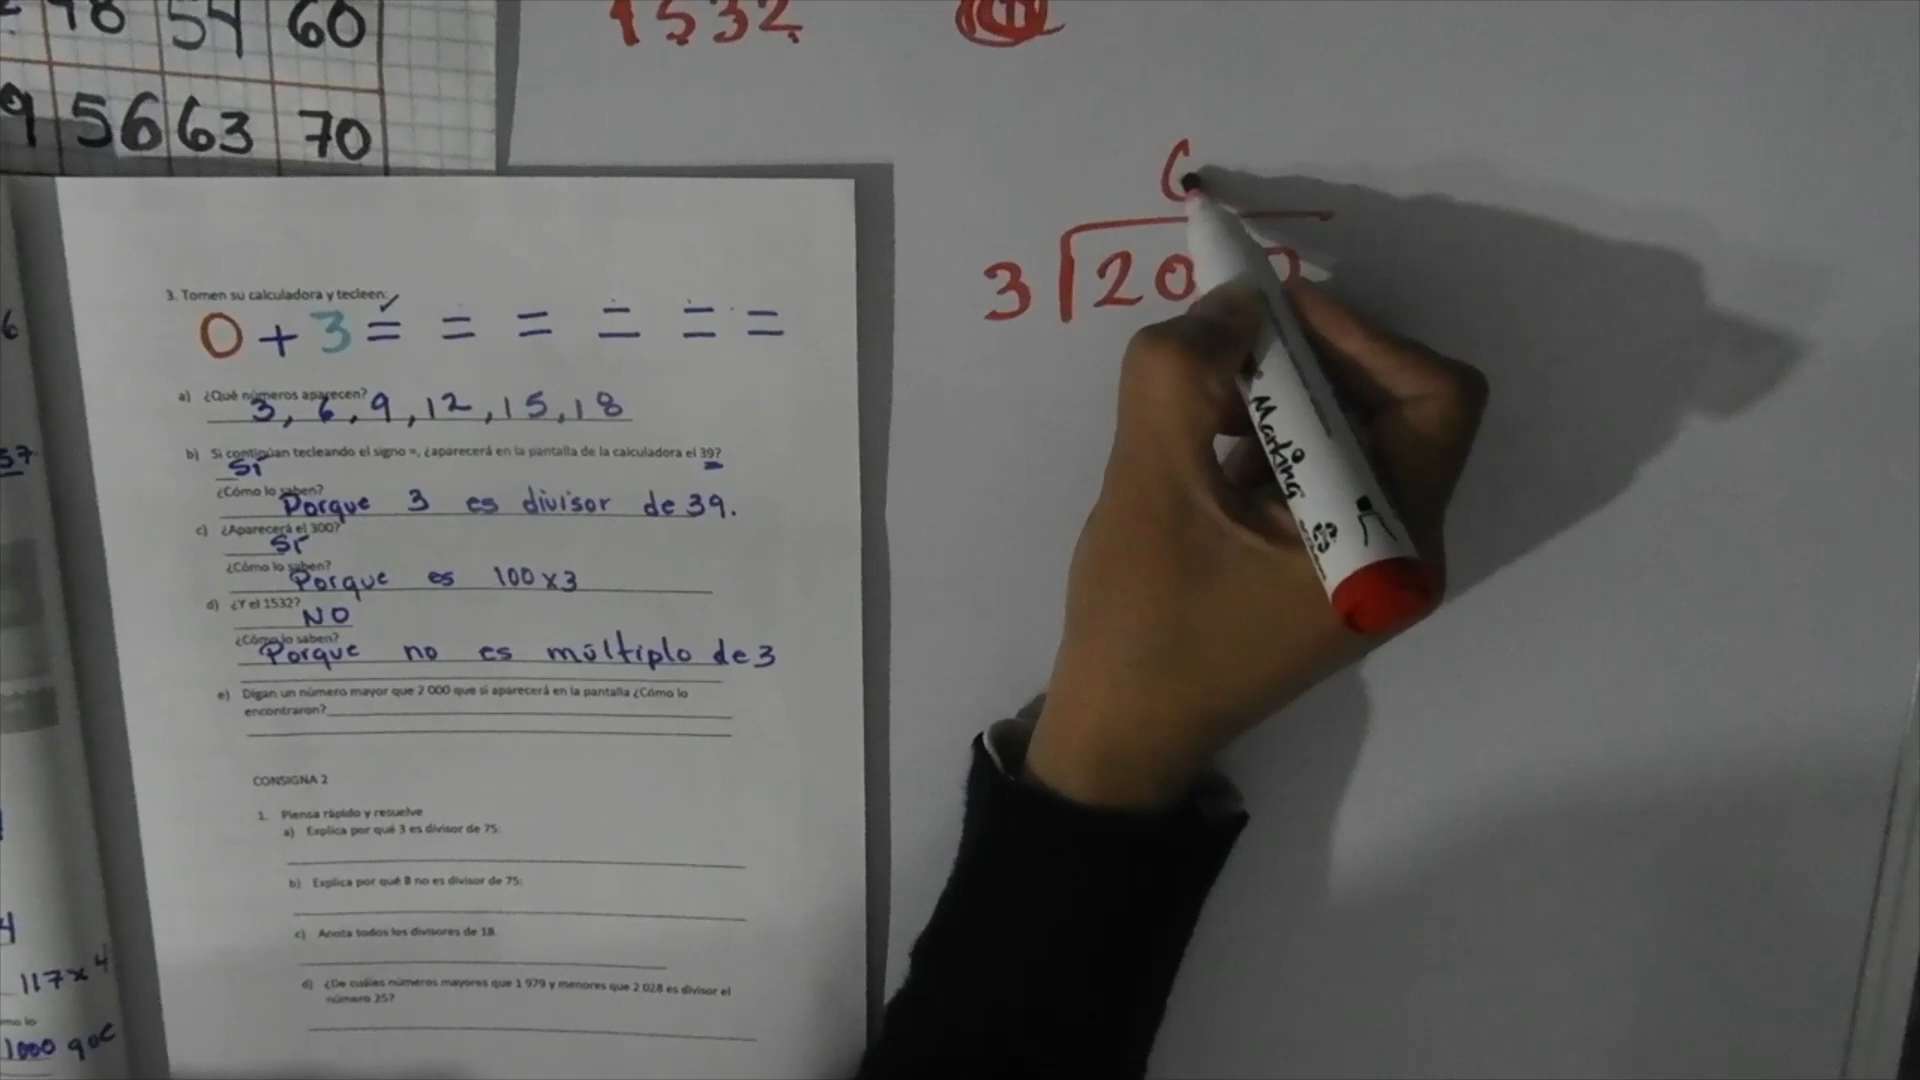 48 54 60
9 56 63 70
1532
6
3 20
3. Tomen su calculadora y tecleen:
0 + 3 = = = = = =
a) ¿Qué números aparecen?
3, 6, 9, 12, 15, 18
b) Si continúan tecleando el signo =, ¿aparecerá en la pantalla de la calculadora el 39?
Sí
¿Cómo lo saben?
Porque 3 es divisor de 39.
c) ¿Aparecerá el 300?
Sí
¿Cómo lo saben?
Porque es 100 x 3
d) ¿Y el 1532?
NO
¿Cómo lo saben?
Porque no es múltiplo de 3
e) Digan un número mayor que 2 000 que sí aparecerá en la pantalla ¿Cómo lo
encontraron?
CONSIGNA 2
1. Piensa rápido y resuelve
a) Explica por qué 3 es divisor de 75:
b) Explica por qué 8 no es divisor de 75:
c) Anota todos los divisores de 18.
d) ¿De cuáles números mayores que 1 979 y menores que 2 028 es divisor el
número 25?
6
57
4
117x4
1000 que
Marking